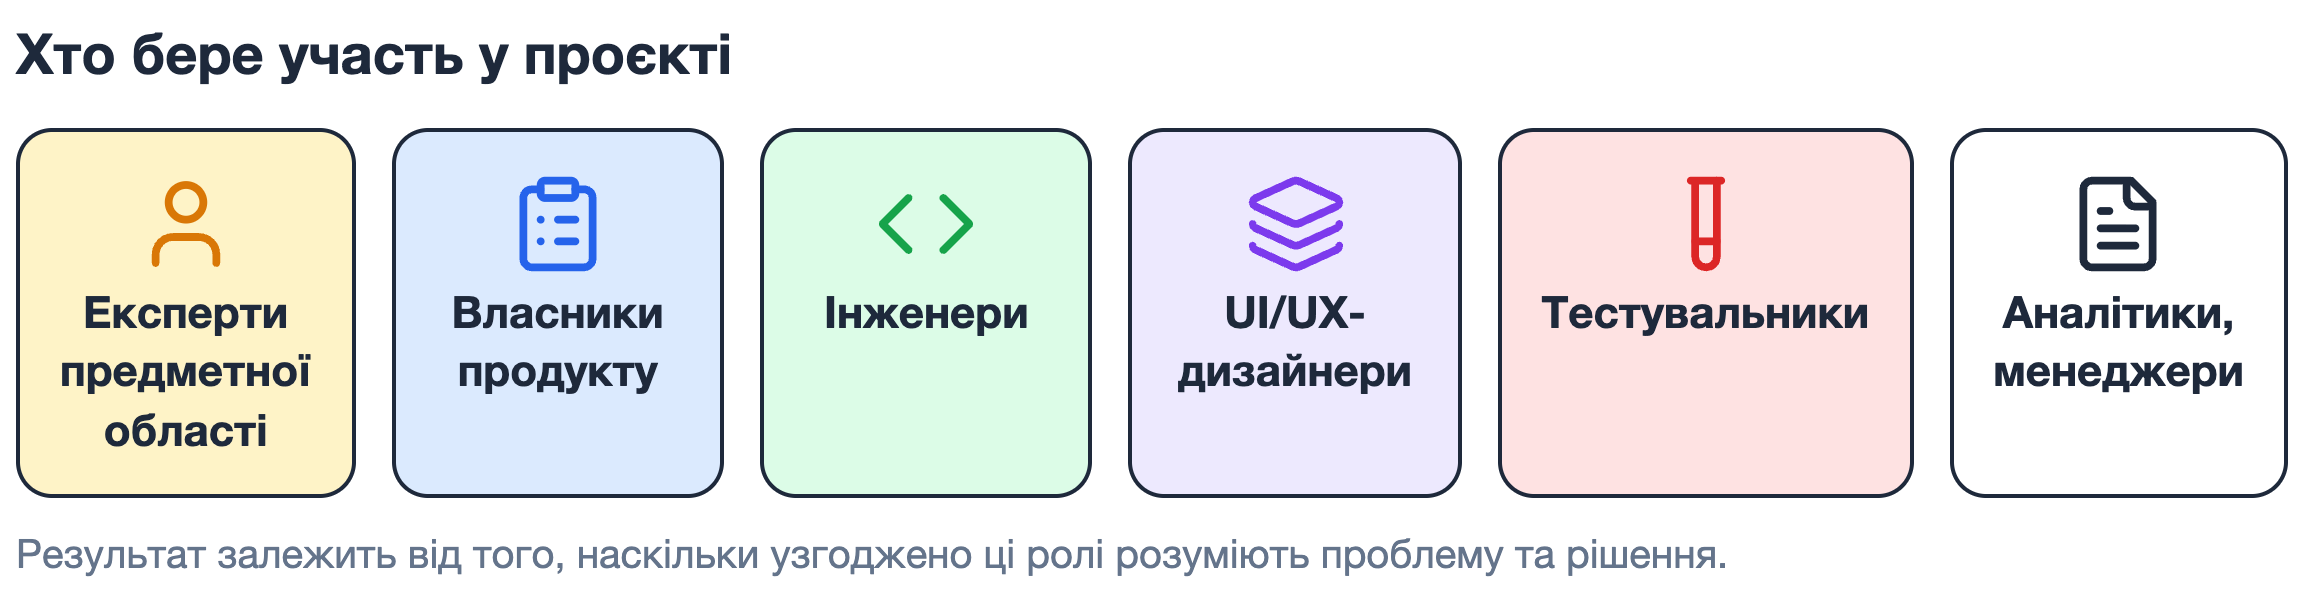 Хто бере участь у проєкті
Експерти
предметної
області
Власники
продукту
Інженери
UI/UX-
дизайнери
Тестувальники
Аналітики,
менеджери
Результат залежить від того, наскільки узгоджено ці ролі розуміють проблему та рішення.